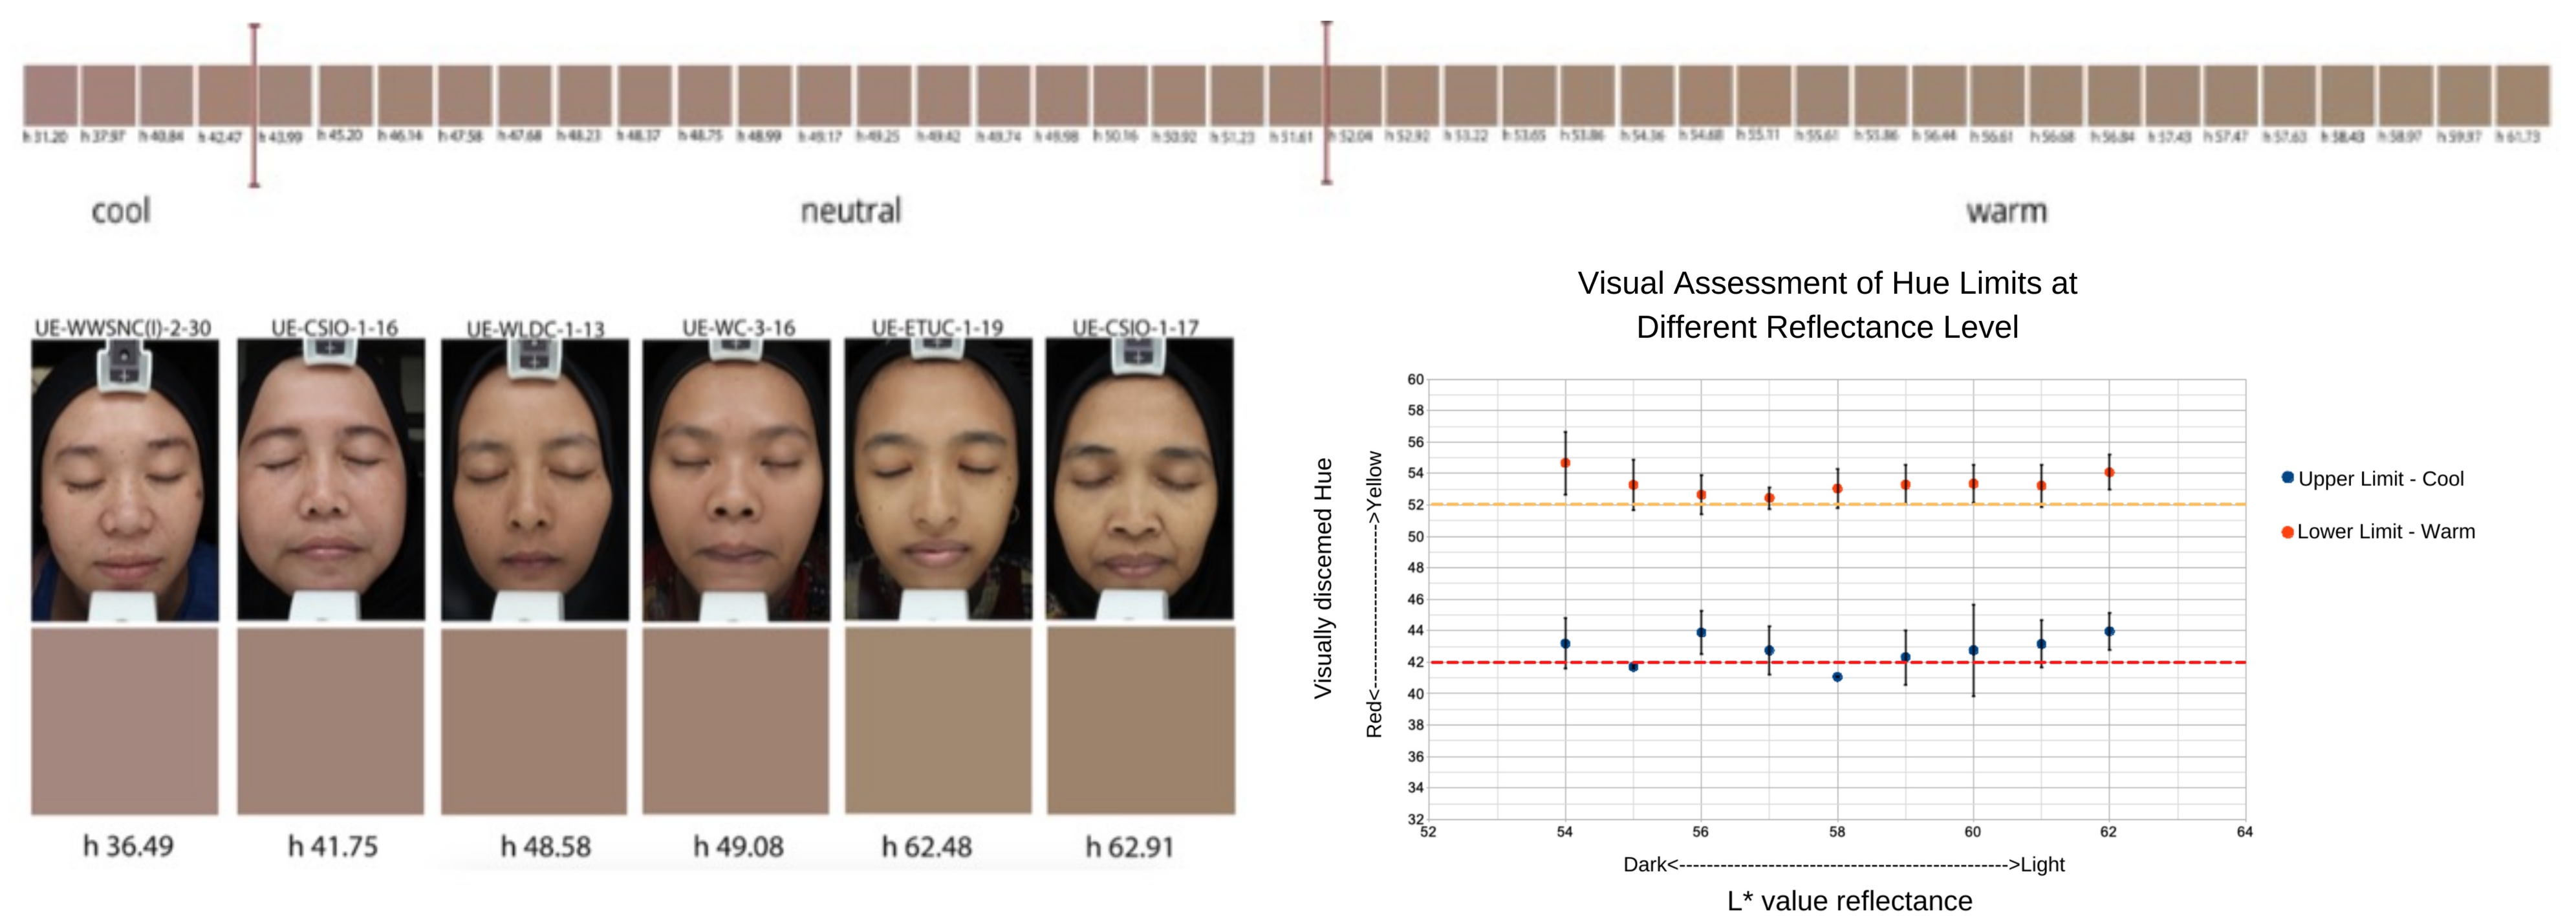 h 31.20 h 37.97 h 40.84 h 42.47 h 43.99 h 45.20 h 46.14 h 47.58 h 47.68 h 48.23 h 48.37 h 48.75 h 48.99 h 49.17 h 49.25 h 49.42 h 49.74 h 49.98 h 50.16 h 50.92 h 51.23 h 51.61 h 52.04 h 52.92 h 53.22 h 53.65 h 53.86 h 54.36 h 54.68 h 55.11 h 55.61 h 55.86 h 56.44 h 56.61 h 56.68 h 56.84 h 57.43 h 57.47 h 57.63 h 58.43 h 58.97 h 59.97 h 61.73
cool neutral warm
UE-WWSNC(I)-2-30 UE-CSIO-1-16 UE-WLDC-1-13 UE-WC-3-16 UE-ETUC-1-19 UE-CSIO-1-17
h 36.49 h 41.75 h 48.58 h 49.08 h 62.48 h 62.91
Visual Assessment of Hue Limits at
Different Reflectance Level
Visually discemed Hue
Red<-------------------->Yellow
60
58
56
54
52
50
48
46
44
42
40
38
36
34
32
52 54 56 58 60 62 64
Upper Limit - Cool
Lower Limit - Warm
Dark<------------------------------------------------>Light
L* value reflectance